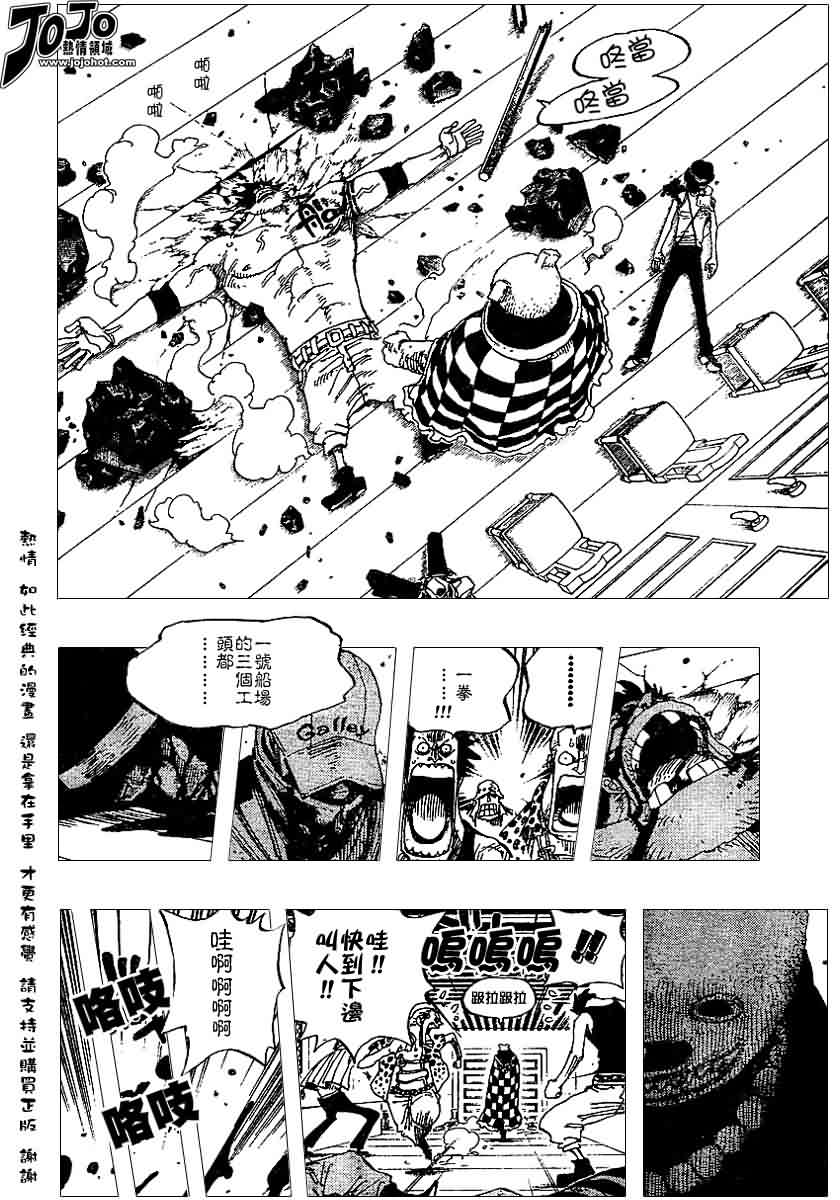 JOJO
熱情領域
www.jojohot.com
咚當
咚當
啪啦
啪啦
……
……
一拳
……!!!
一號船場
的三個工
頭都
………
Galley
嗚嗚嗚!!
跋拉跋拉
哇!!
快到下邊
叫人!!
哇啊啊啊啊
咯吱
咯吱
熱情 如此經典的漫畫 還是拿在手里 才更有感覺 請支持並購買正版 謝謝